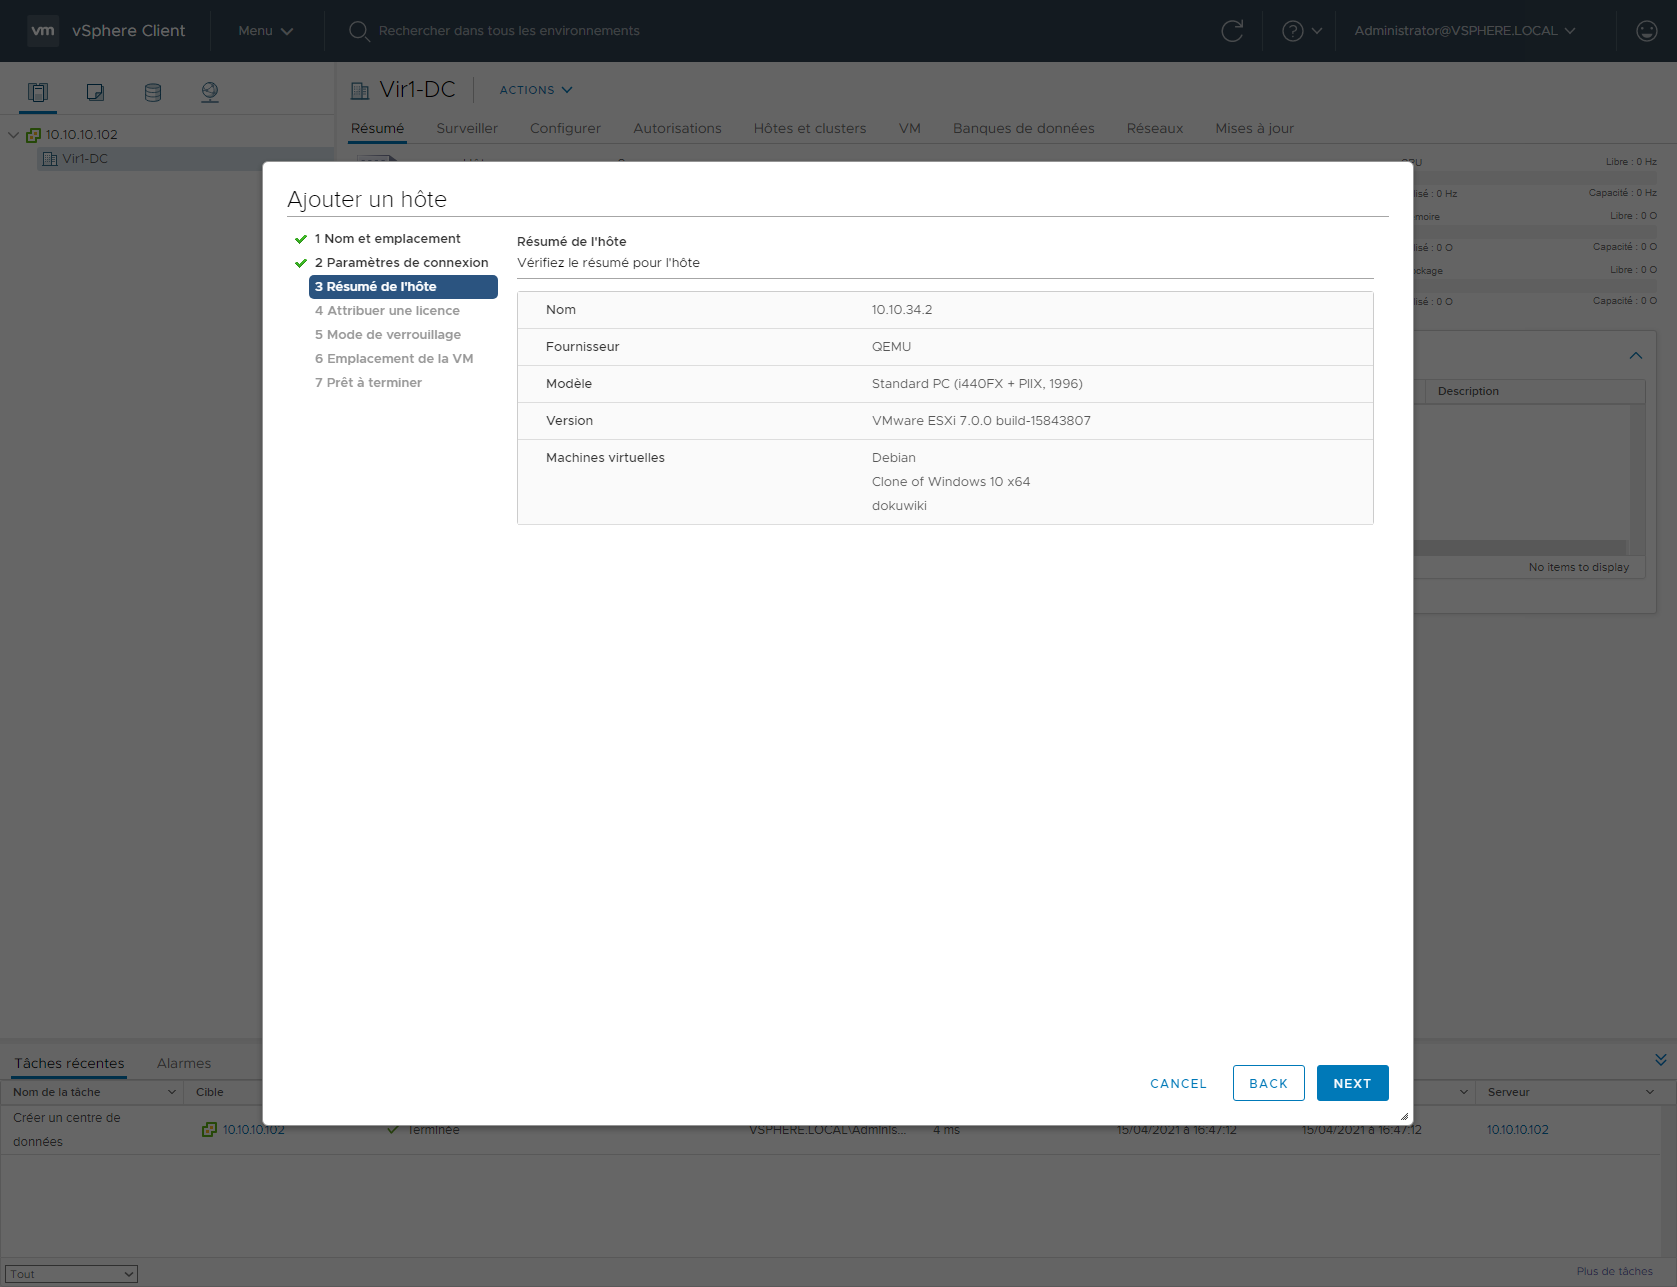 vm vSphere Client Menu Rechercher dans tous les environnements Administrator@VSPHERE.LOCAL
10.10.10.102
Vir1-DC
Vir1-DC ACTIONS
Résumé Surveiller Configurer Autorisations Hôtes et clusters VM Banques de données Réseaux Mises à jour
Libre : 0 Hz
Capacité : 0 Hz
Libre : 0 O
Capacité : 0 O
Libre : 0 O
Capacité : 0 O
Description
No items to display
Ajouter un hôte
1 Nom et emplacement
2 Paramètres de connexion
3 Résumé de l'hôte
4 Attribuer une licence
5 Mode de verrouillage
6 Emplacement de la VM
7 Prêt à terminer
Résumé de l'hôte
Vérifiez le résumé pour l'hôte
Nom 10.10.34.2
Fournisseur QEMU
Modèle Standard PC (i440FX + PIIX, 1996)
Version VMware ESXi 7.0.0 build-15843807
Machines virtuelles Debian
Clone of Windows 10 x64
dokuwiki
CANCEL BACK NEXT
Tâches récentes Alarmes
Nom de la tâche Cible Serveur
Créer un centre de données 10.10.10.102 Terminée VSPHERE.LOCAL\Adminis... 4 ms 15/04/2021 à 16:47:12 15/04/2021 à 16:47:12 10.10.10.102
Tout Plus de tâches